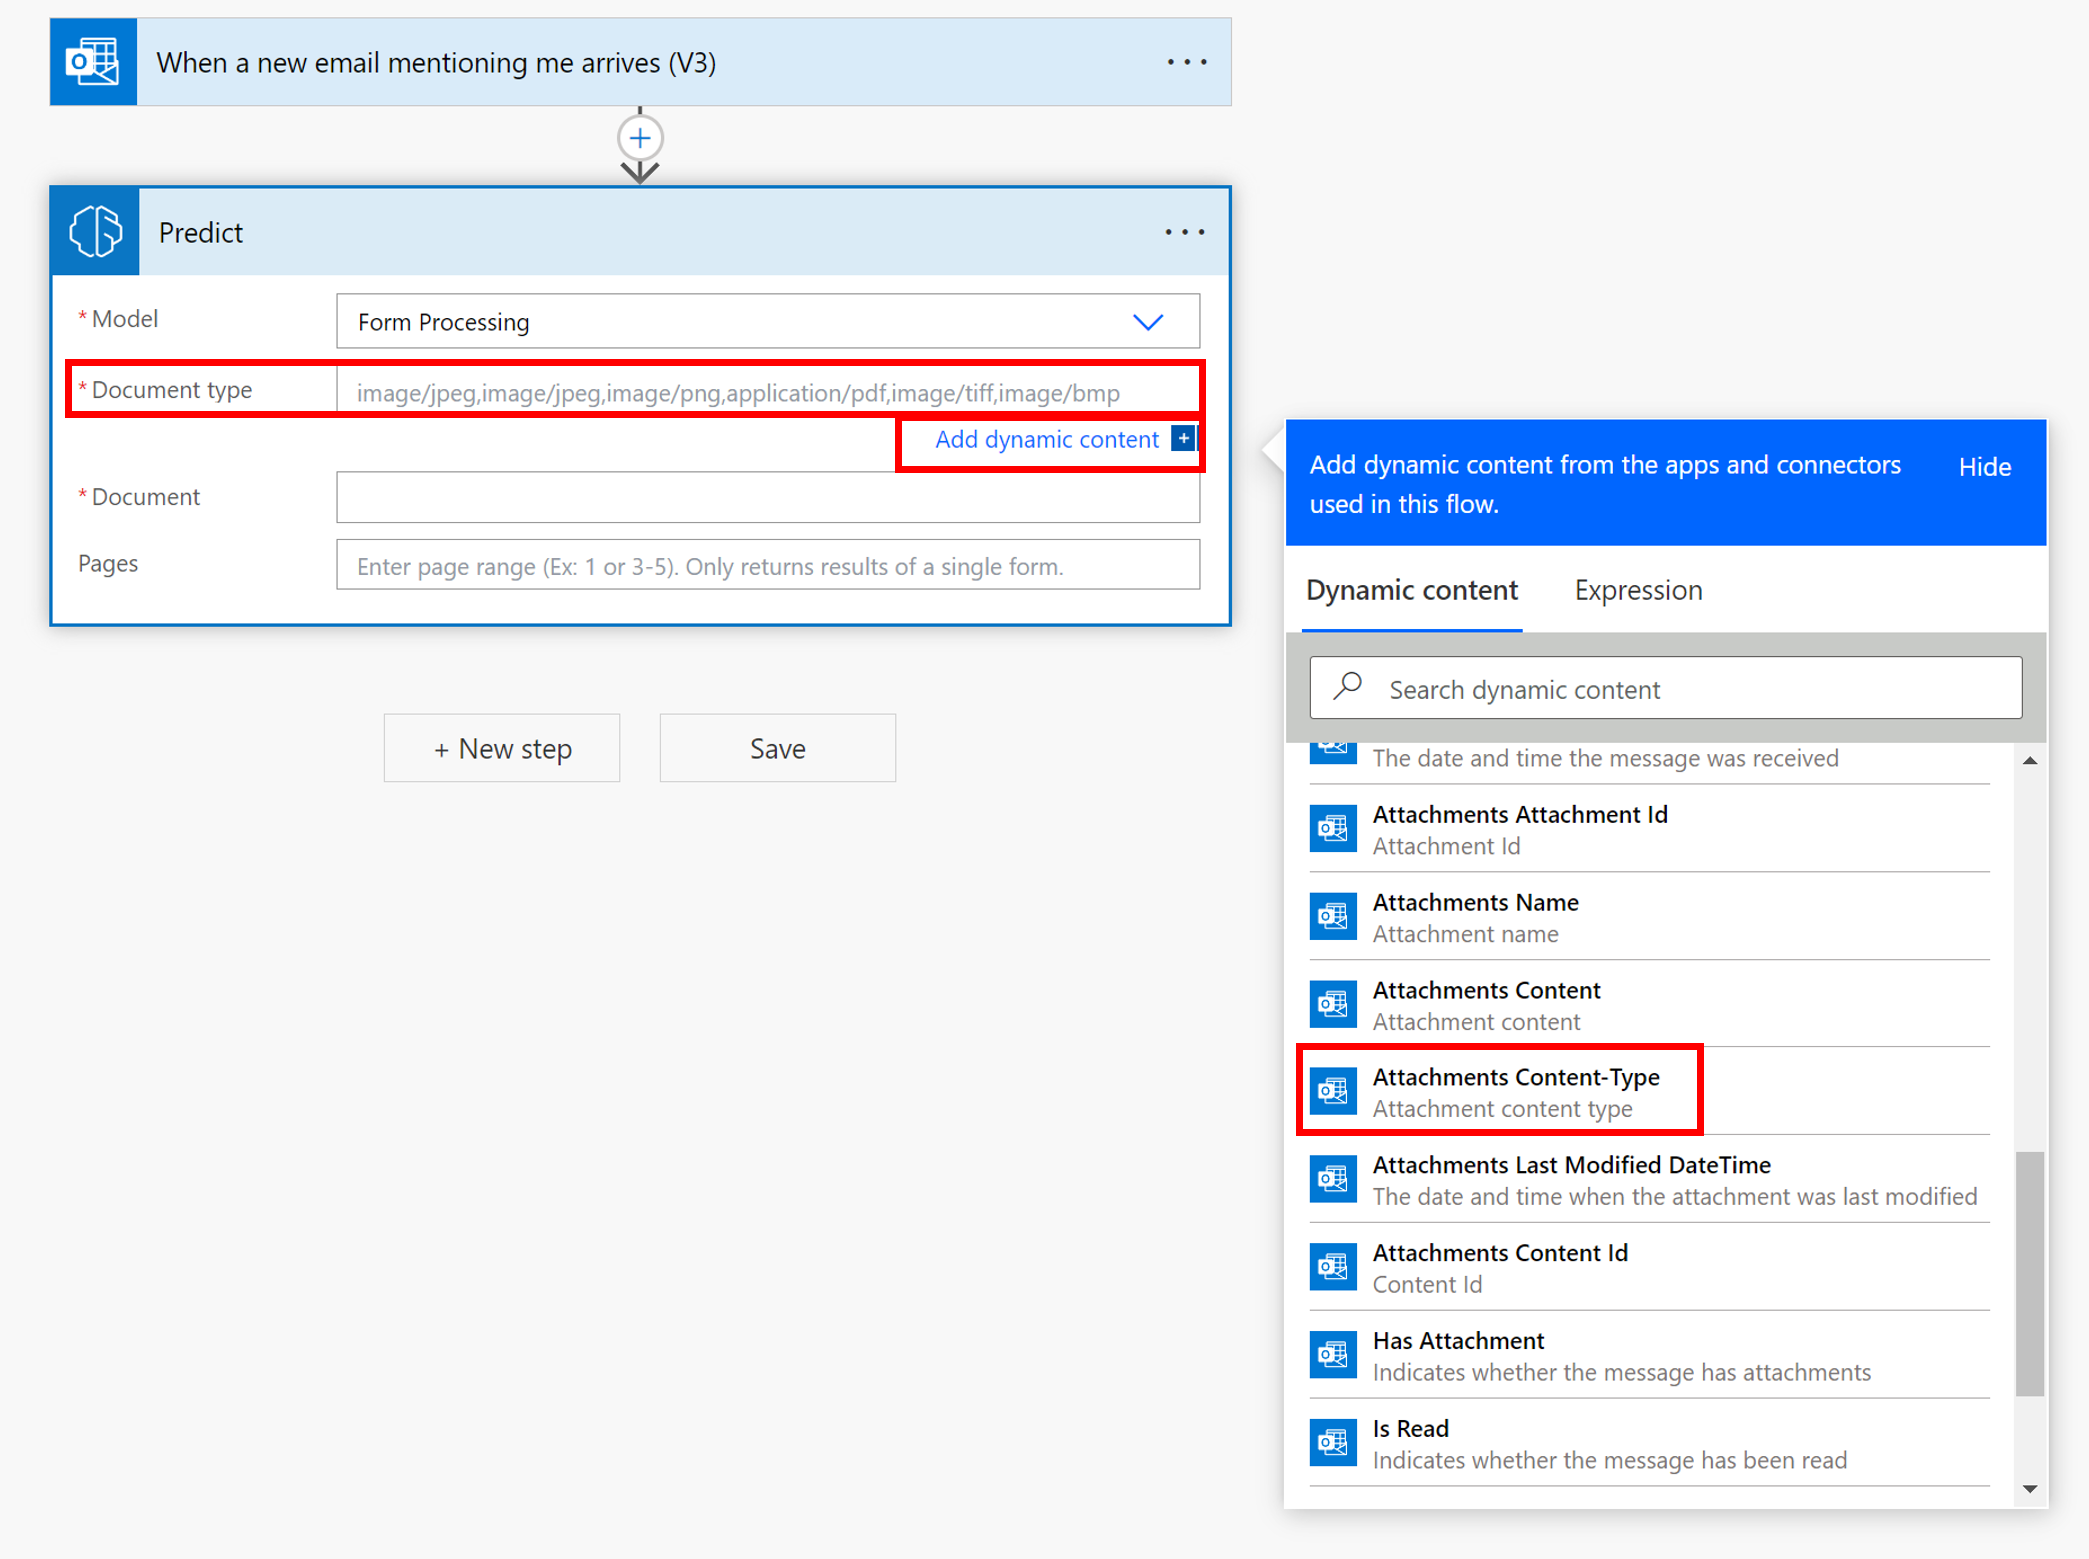 When a new email mentioning me arrives (V3)
Predict
* Model
Form Processing
* Document type
image/jpeg,image/jpeg,image/png,application/pdf,image/tiff,image/bmp
Add dynamic content
* Document
Pages
Enter page range (Ex: 1 or 3-5). Only returns results of a single form.
+ New step
Save
Add dynamic content from the apps and connectors
used in this flow.
Hide
Dynamic content
Expression
Search dynamic content
The date and time the message was received
Attachments Attachment Id
Attachment Id
Attachments Name
Attachment name
Attachments Content
Attachment content
Attachments Content-Type
Attachment content type
Attachments Last Modified DateTime
The date and time when the attachment was last modified
Attachments Content Id
Content Id
Has Attachment
Indicates whether the message has attachments
Is Read
Indicates whether the message has been read